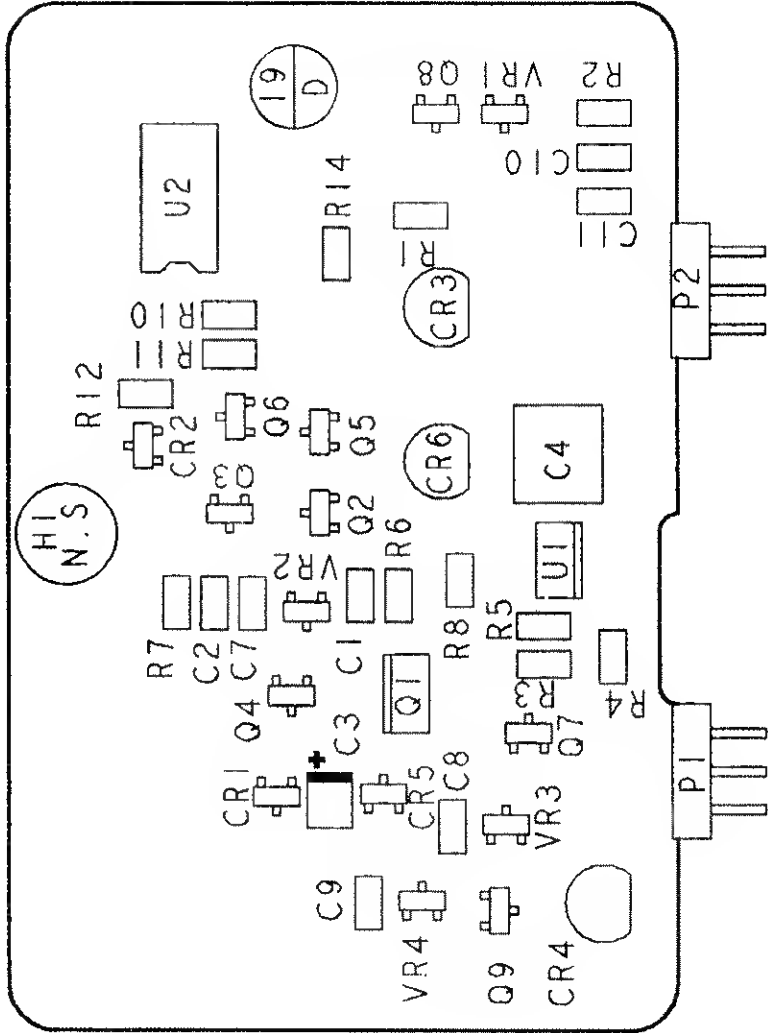 19
D
Q8
VR1
R2
U2
R14
C10
C11
R1
CR3
P2
R10
R11
R12
CR2
Q6
Q5
CR6
C4
Q3
Q2
H1
N.S
VR2
R6
U1
R7
C2
C7
C1
R8
R5
R3
R4
Q4
C3
Q1
Q7
P1
CR1
+
CR5
C8
VR3
C9
VR4
Q9
CR4